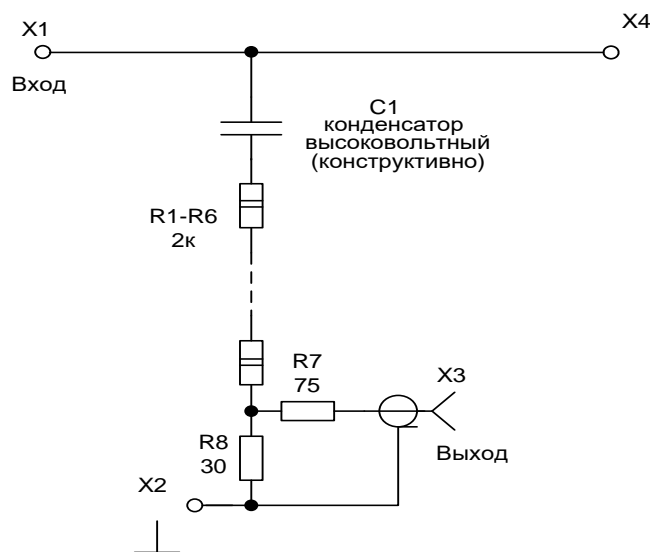 X1
X4
Вход
C1
конденсатор
высоковольтный
(конструктивно)
R1-R6
2к
R7
75
X3
R8
30
Выход
X2